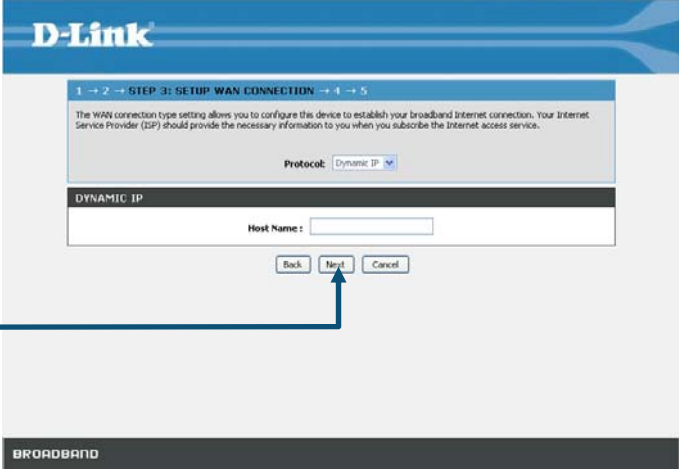 D-Link
1 → 2 → STEP 3: SETUP WAN CONNECTION → 4 → 5
The WAN connection type setting allows you to configure this device to establish your broadband Internet connection. Your Internet
Service Provider (ISP) should provide the necessary information to you when you subscribe the Internet access service.
Protocol: Dynamic IP
DYNAMIC IP
Host Name :
Back Next Cancel
BROADBAND